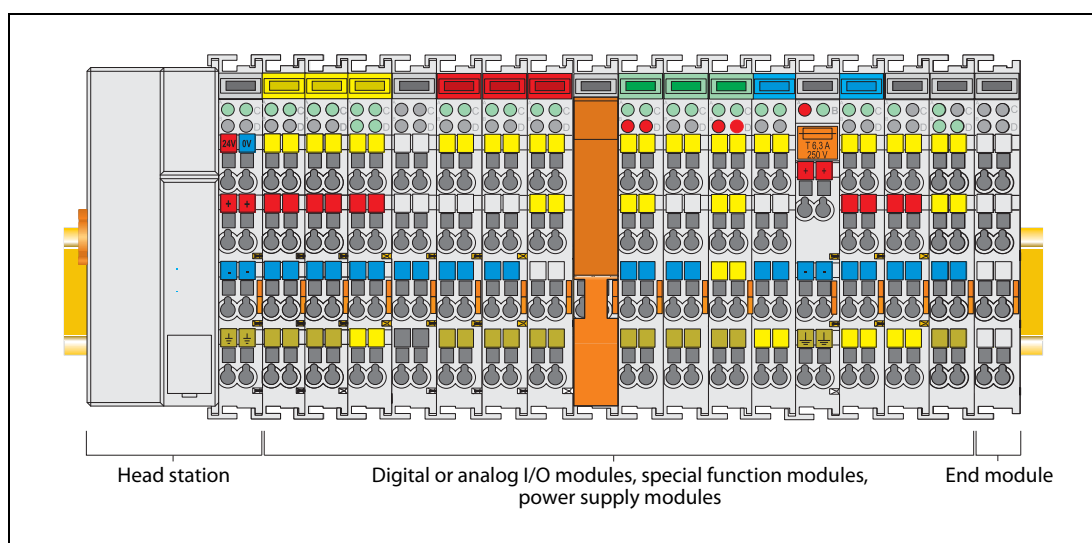 C C C C C C C C C C C C B C C C C
D D D D D D D D D D D D D D D D
24V 0V
T 6,3 A
250 V
+ +
+ +
- - - -
Head station
Digital or analog I/O modules, special function modules,
power supply modules
End module